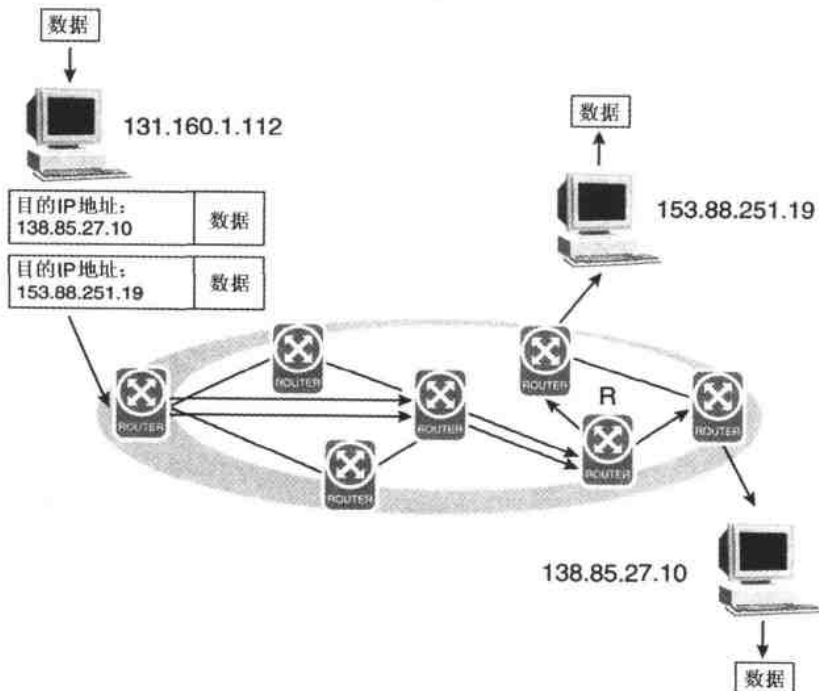 数据
131.160.1.112
目的IP地址:
138.85.27.10
数据
目的IP地址:
153.88.251.19
数据
数据
153.88.251.19
ROUTER
ROUTER
ROUTER
ROUTER
ROUTER
R
ROUTER
ROUTER
138.85.27.10
数据